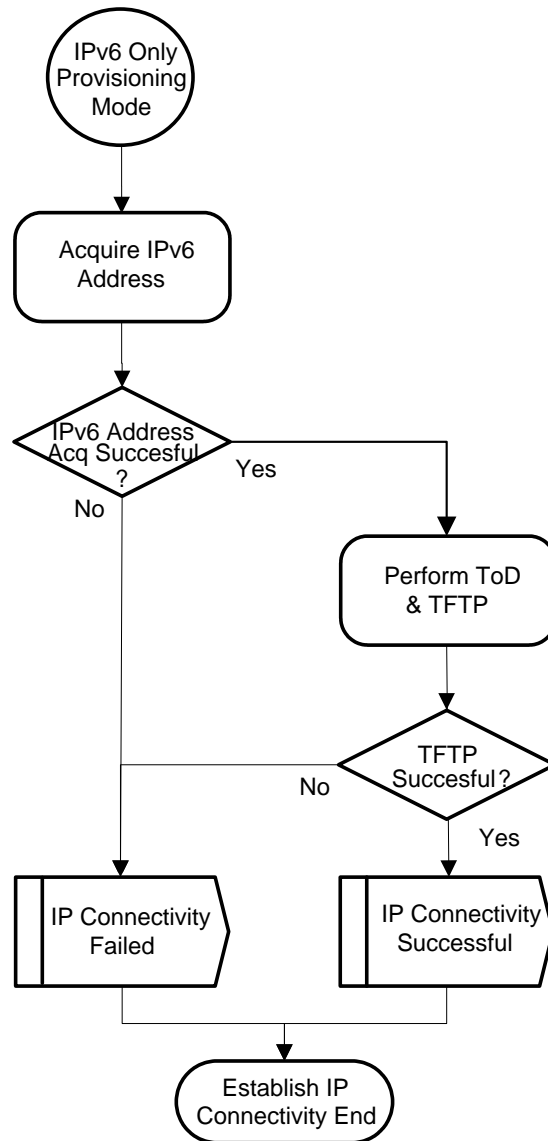 IPv6 Only
Provisioning
Mode
Acquire IPv6
Address
IPv6 Address
Acq Succesful
?
Yes
No
Perform ToD
& TFTP
TFTP
Succesful?
No
Yes
IP Connectivity
Failed
IP Connectivity
Successful
Establish IP
Connectivity End